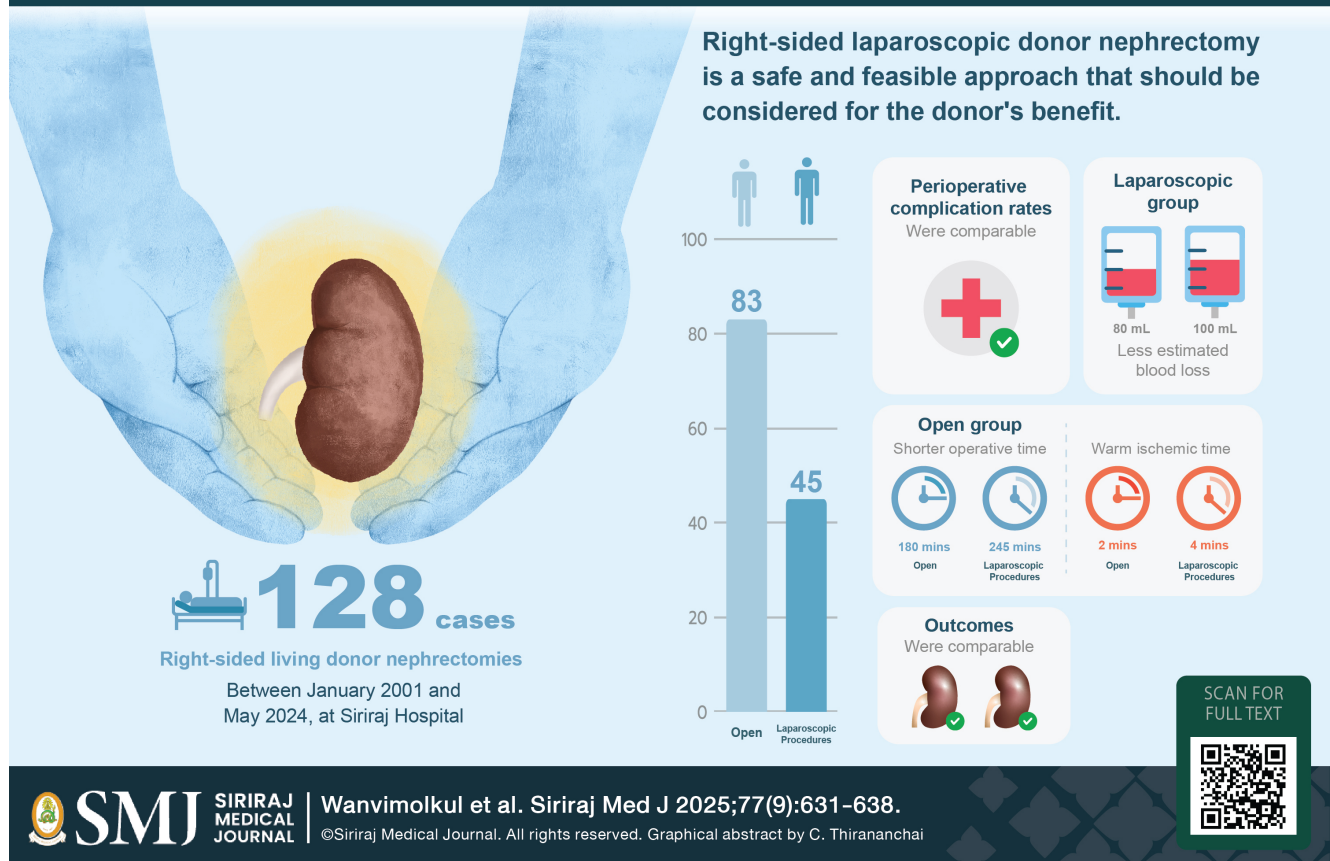 Right-sided laparoscopic donor nephrectomy
is a safe and feasible approach that should be
considered for the donor's benefit.
128 cases
Right-sided living donor nephrectomies
Between January 2001 and
May 2024, at Siriraj Hospital
100
80
60
40
20
0
83
45
Open
Laparoscopic
Procedures
Perioperative
complication rates
Were comparable
Laparoscopic
group
80 mL
100 mL
Less estimated
blood loss
Open group
Shorter operative time
180 mins
Open
245 mins
Laparoscopic
Procedures
Warm ischemic time
2 mins
Open
4 mins
Laparoscopic
Procedures
Outcomes
Were comparable
SCAN FOR
FULL TEXT
SMJ
SIRIRAJ
MEDICAL
JOURNAL
Wanvimolkul et al. Siriraj Med J 2025;77(9):631-638.
©Siriraj Medical Journal. All rights reserved. Graphical abstract by C. Thirananchai